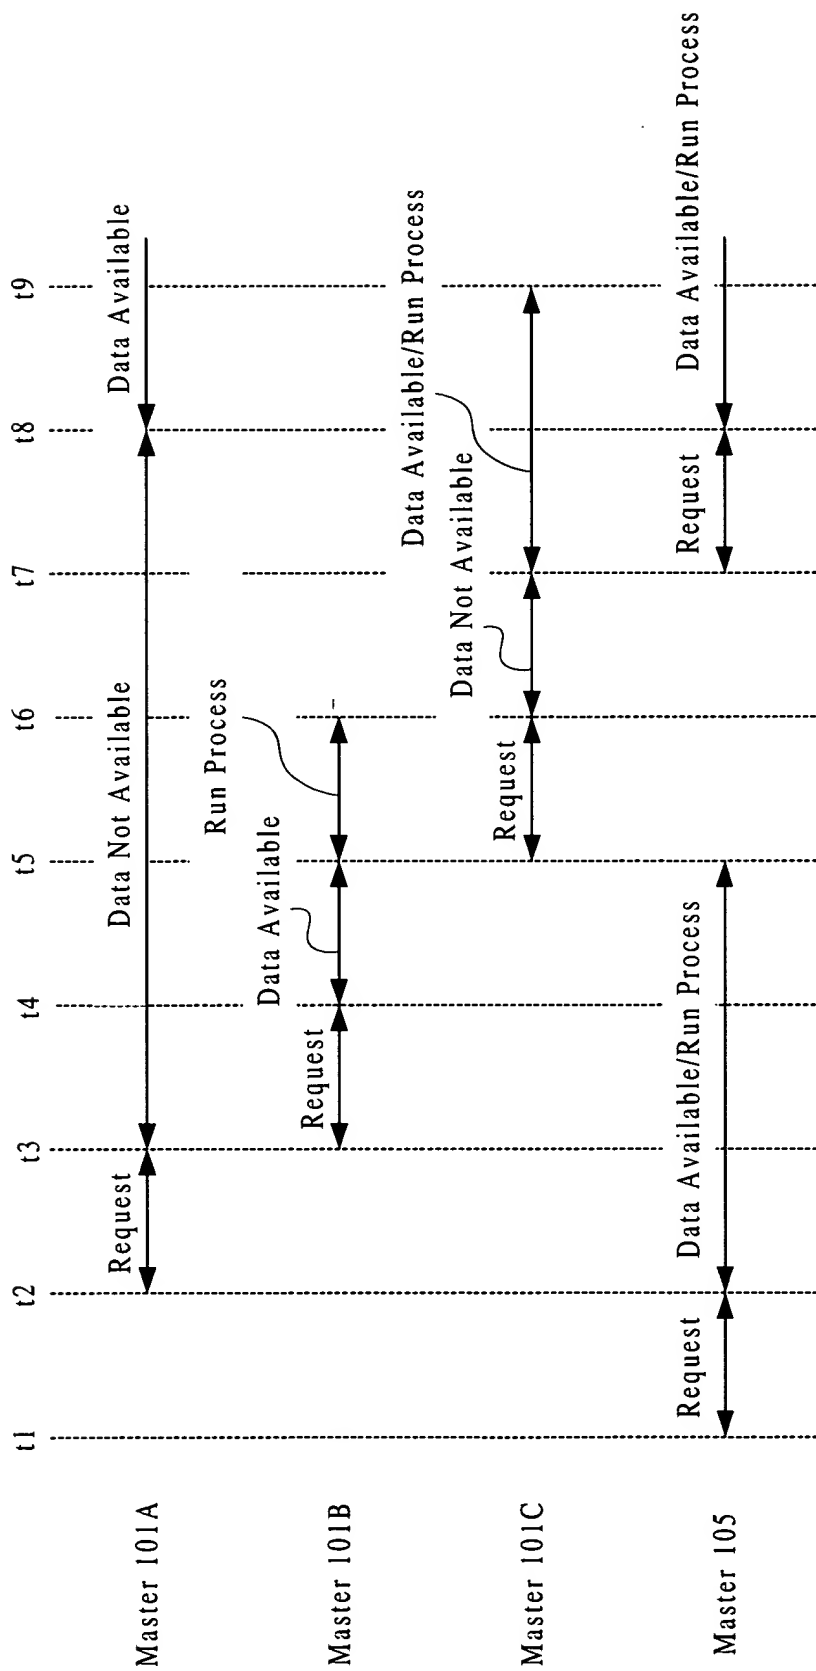 t1 t2 t3 t4 t5 t6 t7 t8 t9
Master 101A
Request
Data Not Available
Data Available
Master 101B
Request
Data Available
Run Process
Master 101C
Request
Data Not Available
Data Available/Run Process
Master 105
Request
Data Available/Run Process
Request
Data Available/Run Process